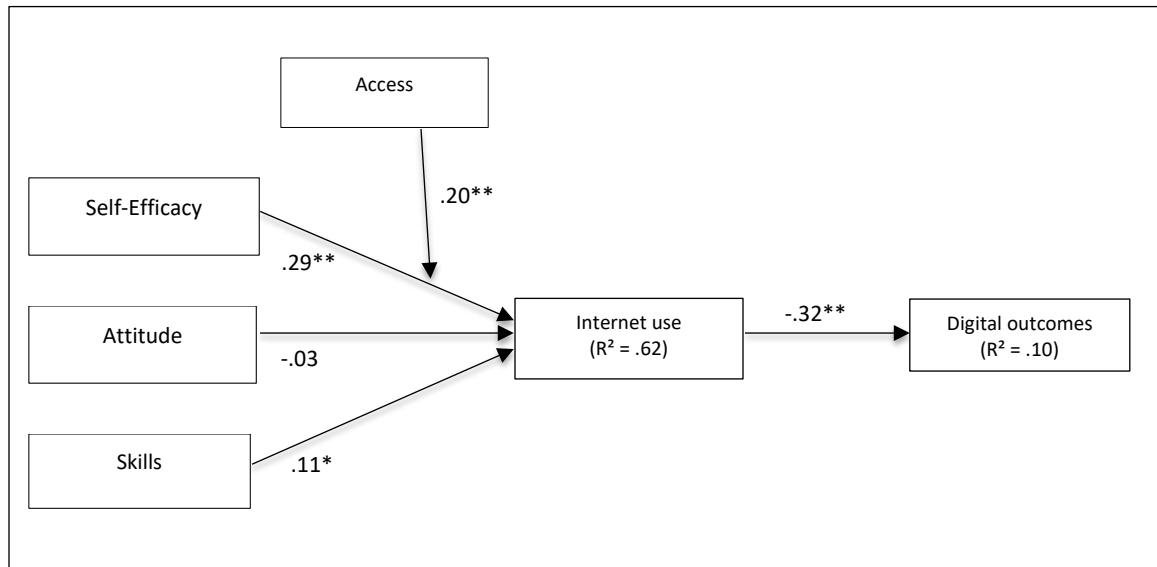 Access
.20**
Self-Efficacy
.29**
Attitude
-.03
Skills
.11*
Internet use
(R² = .62)
-.32**
Digital outcomes
(R² = .10)